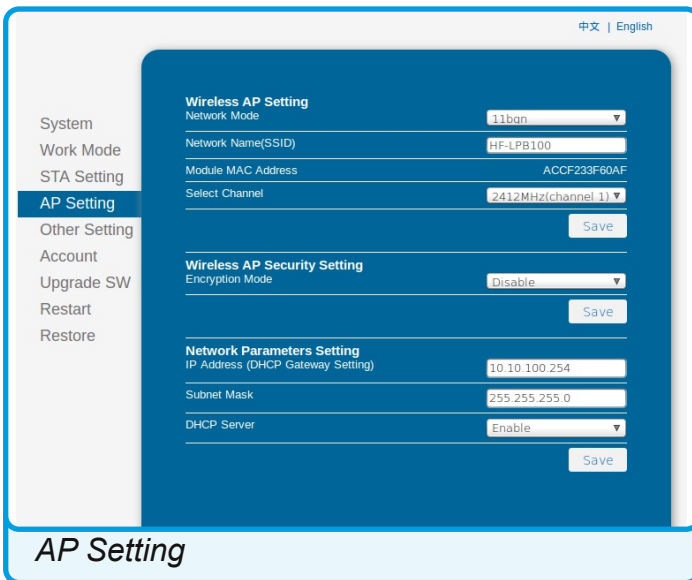 中文 | English
System
Work Mode
STA Setting
AP Setting
Other Setting
Account
Upgrade SW
Restart
Restore
Wireless AP Setting
Network Mode 11bgn
Network Name(SSID) HF-LPB100
Module MAC Address ACCF233F60AF
Select Channel 2412MHz(channel 1)
Save
Wireless AP Security Setting
Encryption Mode Disable
Save
Network Parameters Setting
IP Address (DHCP Gateway Setting) 10.10.100.254
Subnet Mask 255.255.255.0
DHCP Server Enable
Save
AP Setting